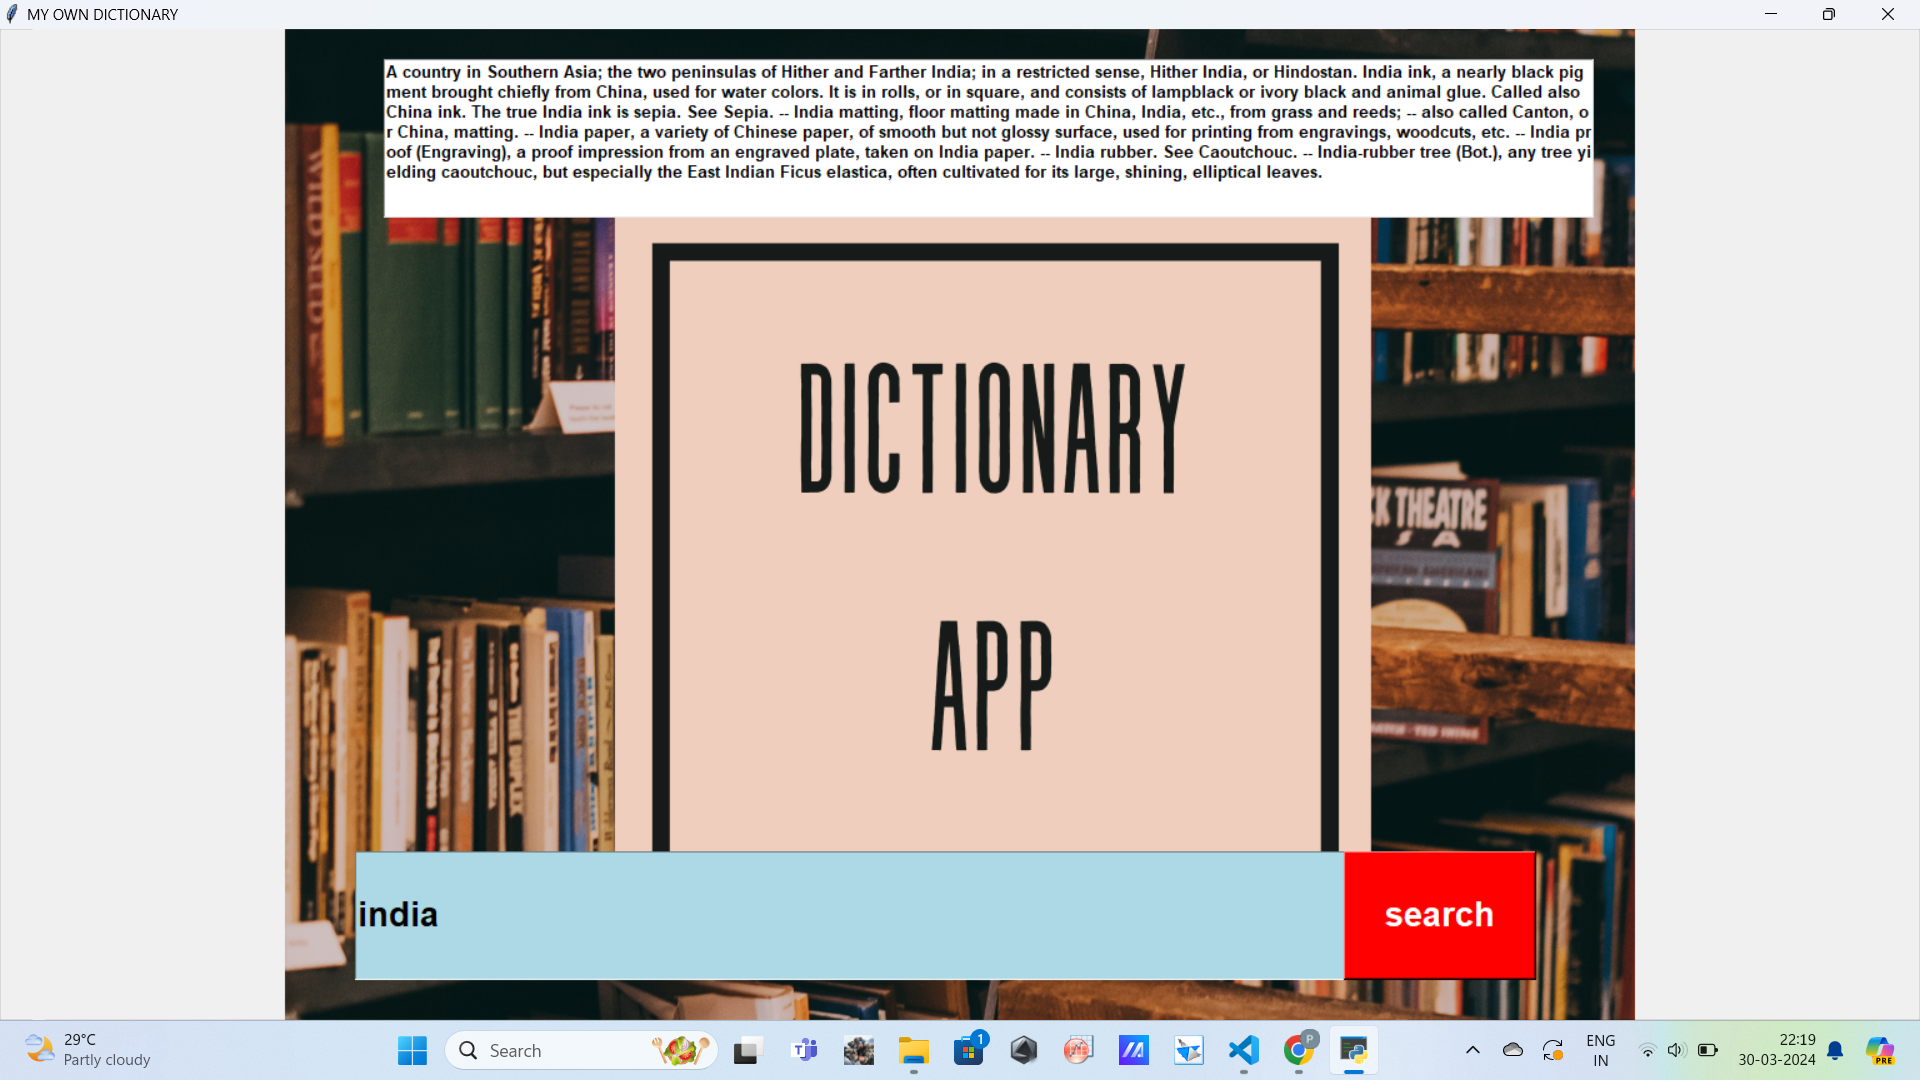 MY OWN DICTIONARY
A country in Southern Asia; the two peninsulas of Hither and Farther India; in a restricted sense, Hither India, or Hindostan. India ink, a nearly black pig
ment brought chiefly from China, used for water colors. It is in rolls, or in square, and consists of lampblack or ivory black and animal glue. Called also
China ink. The true India ink is sepia. See Sepia. -- India matting, floor matting made in China, India, etc., from grass and reeds; -- also called Canton, o
r China, matting. -- India paper, a variety of Chinese paper, of smooth but not glossy surface, used for printing from engravings, woodcuts, etc. -- India pr
oof (Engraving), a proof impression from an engraved plate, taken on India paper. -- India rubber. See Caoutchouc. -- India-rubber tree (Bot.), any tree yi
elding caoutchouc, but especially the East Indian Ficus elastica, often cultivated for its large, shining, elliptical leaves.
WILD SEED
DICTIONARY
CK THEATRE
S A
APP
india
search
29°C
Partly cloudy
Search
1
P
ENG
IN
22:19
30-03-2024
PRE